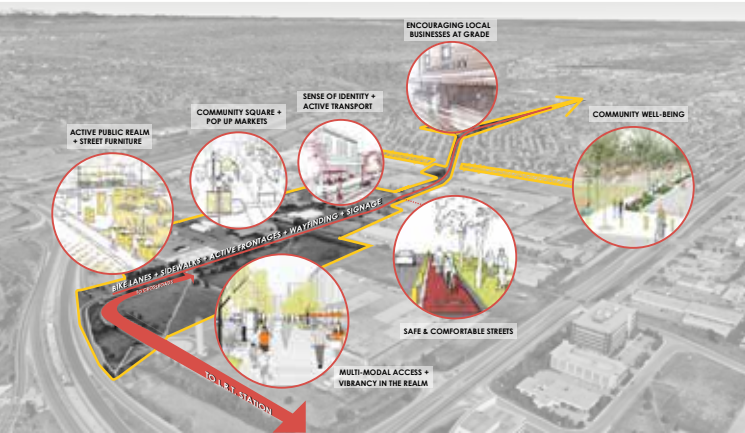 ENCOURAGING LOCAL
BUSINESSES AT GRADE
SENSE OF IDENTITY +
ACTIVE TRANSPORT
COMMUNITY SQUARE +
POP UP MARKETS
COMMUNITY WELL-BEING
ACTIVE PUBLIC REALM
+ STREET FURNITURE
BIKE LANES + SIDEWALKS + ACTIVE FRONTAGES + WAYFINDING + SIGNAGE
SAFE & COMFORTABLE STREETS
MULTI-MODAL ACCESS +
VIBRANCY IN THE REALM
TO L.R.T. STATION